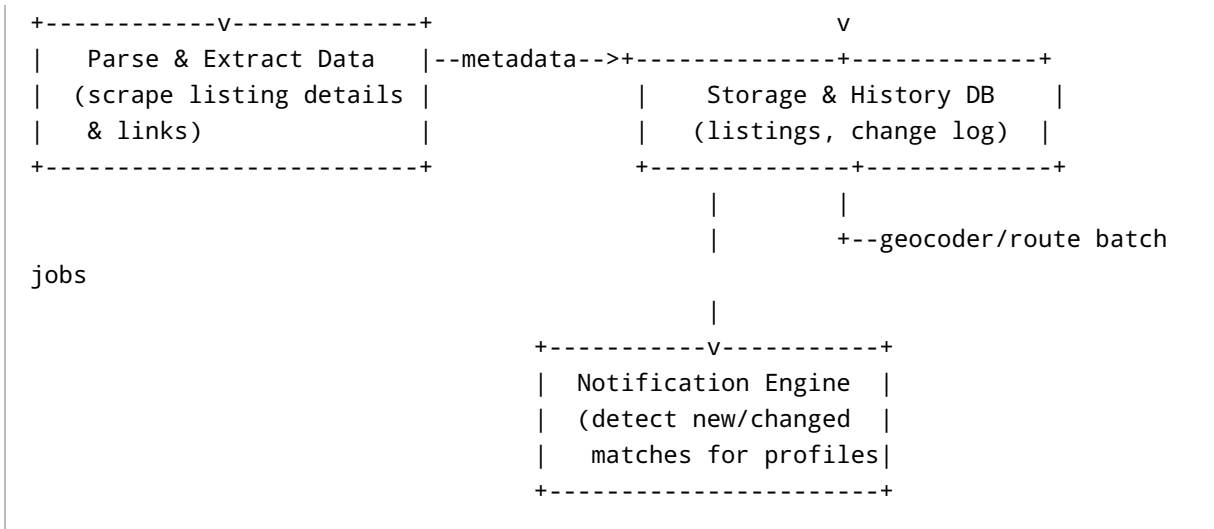 +------------v-------------+                          v
|   Parse & Extract Data   |--metadata-->+--------------+-------------+
|  (scrape listing details |              |    Storage & History DB    |
|   & links)               |              |   (listings, change log)  |
+--------------------------+              +--------------+-------------+
                                               |        |
                                               |        +--geocoder/route batch
jobs
                                               |
                                   +-----------v-----------+
                                   |  Notification Engine  |
                                   |  (detect new/changed  |
                                   |   matches for profiles|
                                   +-----------------------+